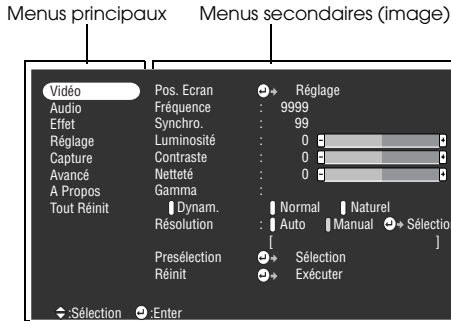 Menus principaux Menus secondaires (image)
Vidéo Pos. Ecran Réglage
Audio Fréquence : 9999
Effet Synchro. : 99
Réglage Luminosité : 0 - +
Capture Contraste : 0 - +
Avancé Netteté : 0 - +
A Propos Gamma :
Tout Réinit Dynam. Normal Naturel
Résolution : Auto Manual Sélectio
[ ]
Presélection Sélection
Réinit Exécuter
:Sélection :Enter